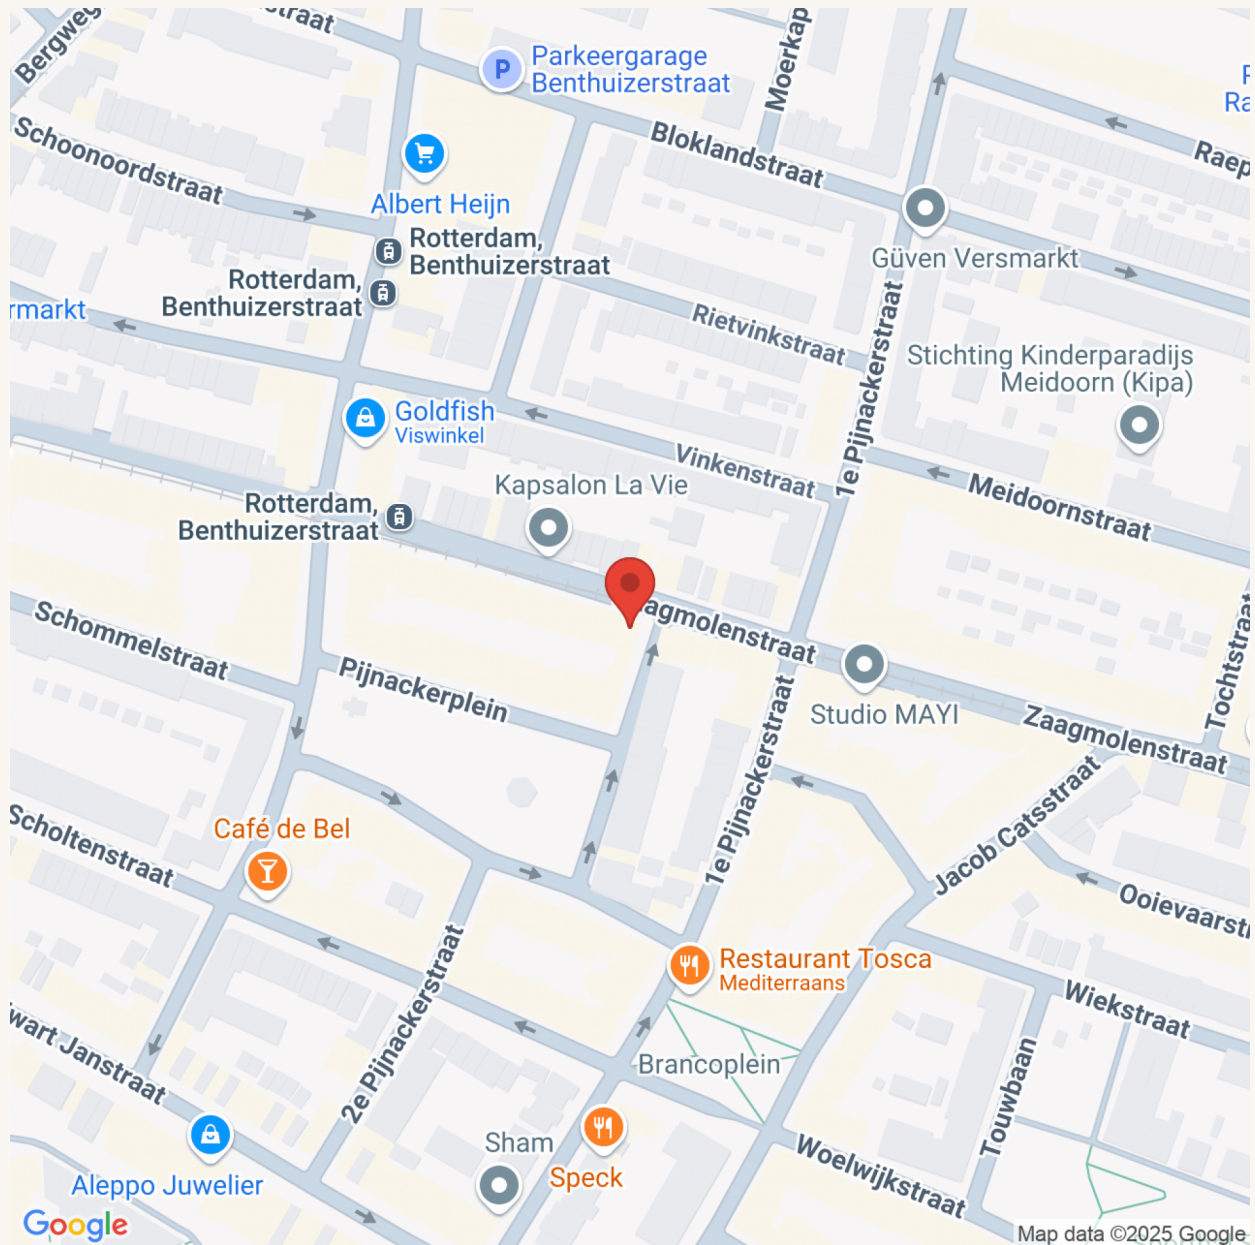 straat
Bergweg
Parkeergarage
Benthuizerstraat
Moerkap
Schoonoordstraat
Bloklandstraat
Raep
Albert Heijn
Rotterdam,
Benthuizerstraat
Güven Versmarkt
Rotterdam,
Benthuizerstraat
rmarkt
Rietvinkstraat
1e Pijnackerstraat
Stichting Kinderparadijs
Meidoorn (Kipa)
Goldfish
Viswinkel
Vinkenstraat
Kapsalon La Vie
Meidoornstraat
Rotterdam,
Benthuizerstraat
Schommelstraat
aagmolenstraat
Tochtstraat
Pijnackerplein
Studio MAYI
Zaagmolenstraat
1e Pijnackerstraat
Jacob Catsstraat
Café de Bel
Scholtenstraat
Ooievaarst
Restaurant Tosca
Mediterraans
2e Pijnackerstraat
Wiekstraat
wart Janstraat
Brancoplein
Touwbaan
Sham
Speck
Woelwijkstraat
Aleppo Juwelier
Google
Map data ©2025 Google